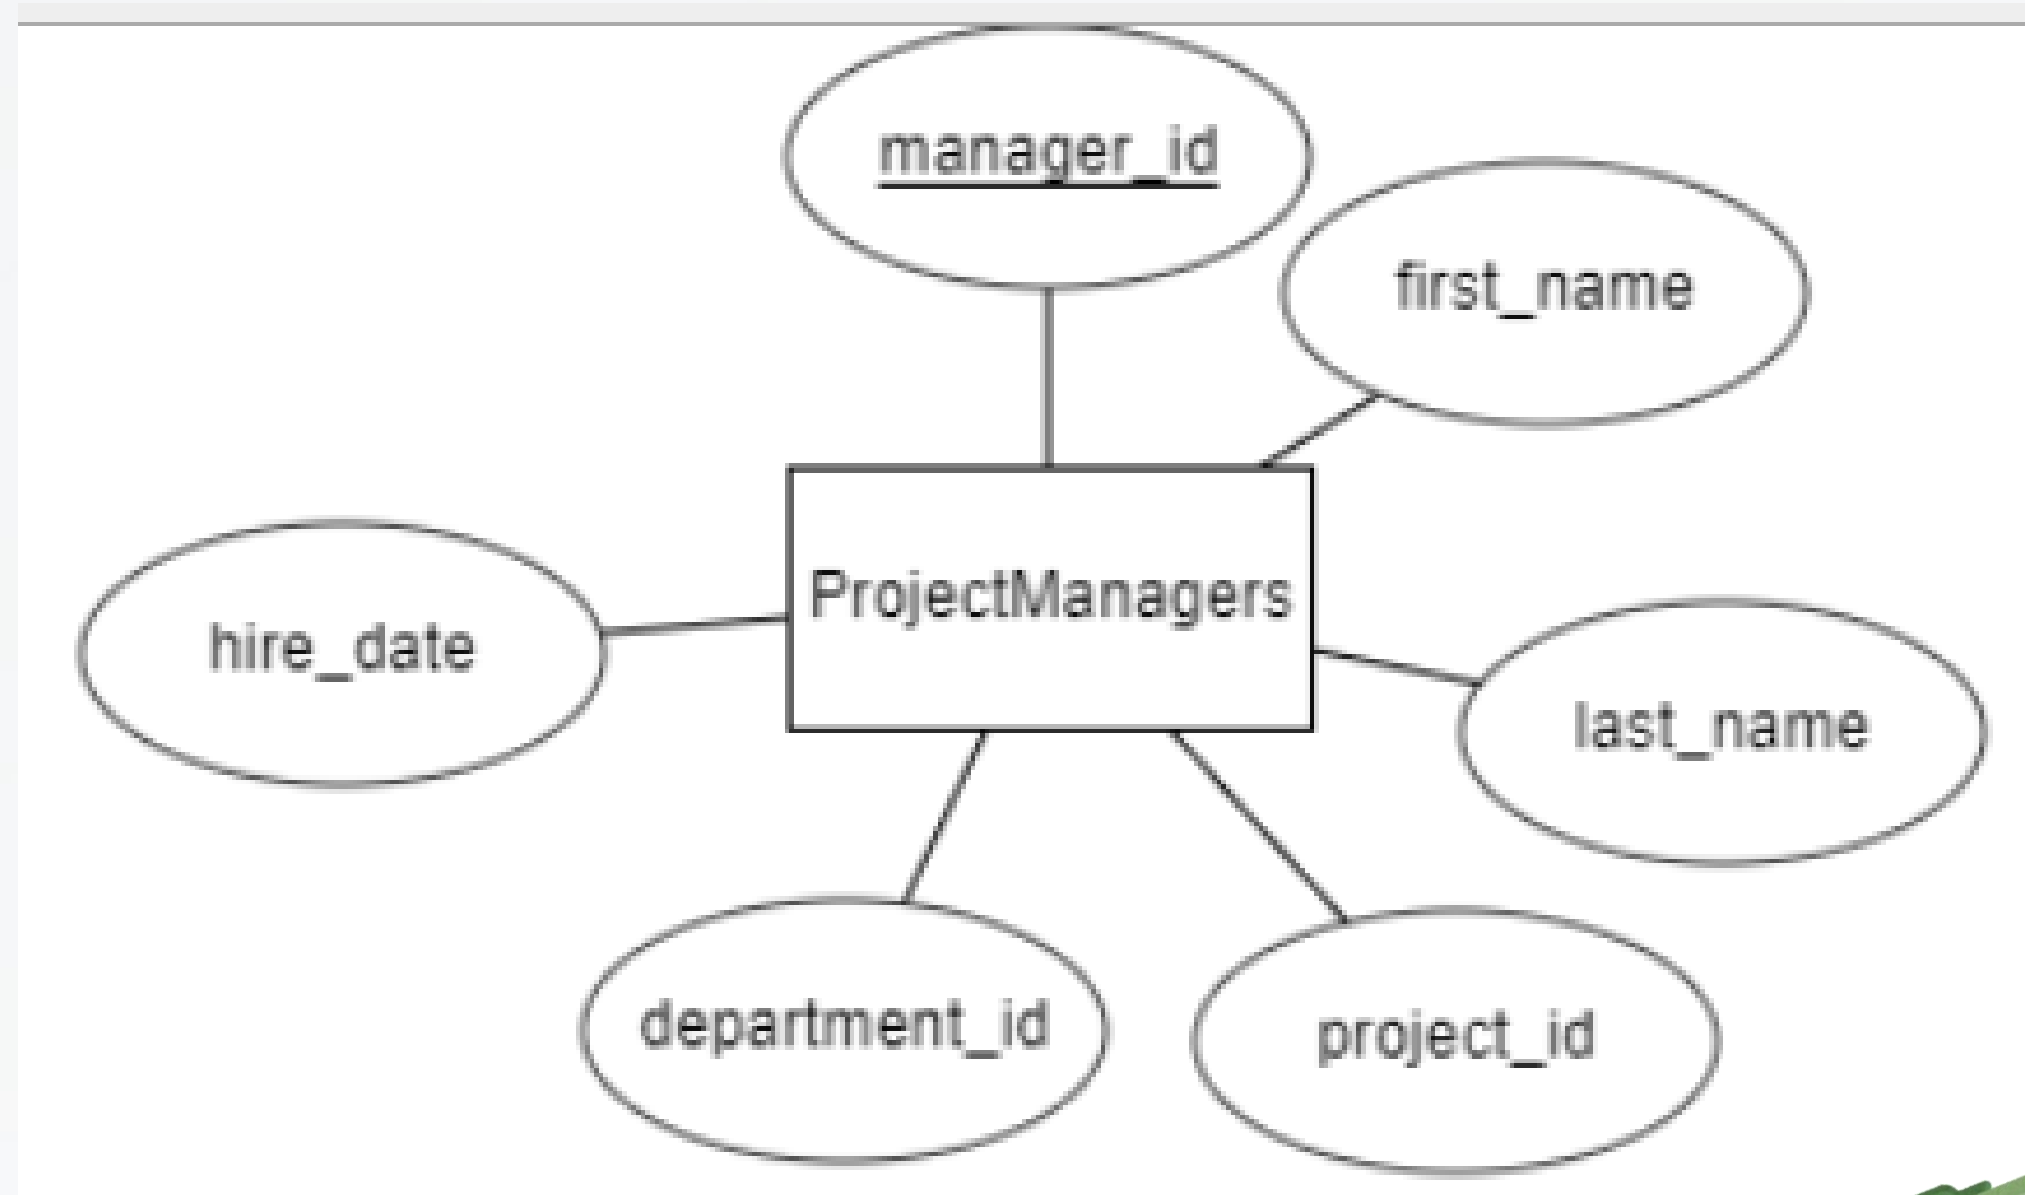 manager_id
first_name
ProjectManagers
hire_date
last_name
department_id
project_id